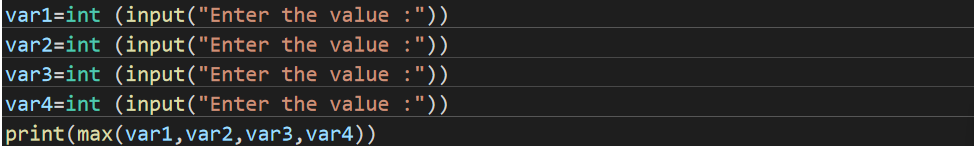 var1=int (input("Enter the value :"))
var2=int (input("Enter the value :"))
var3=int (input("Enter the value :"))
var4=int (input("Enter the value :"))
print(max(var1,var2,var3,var4))